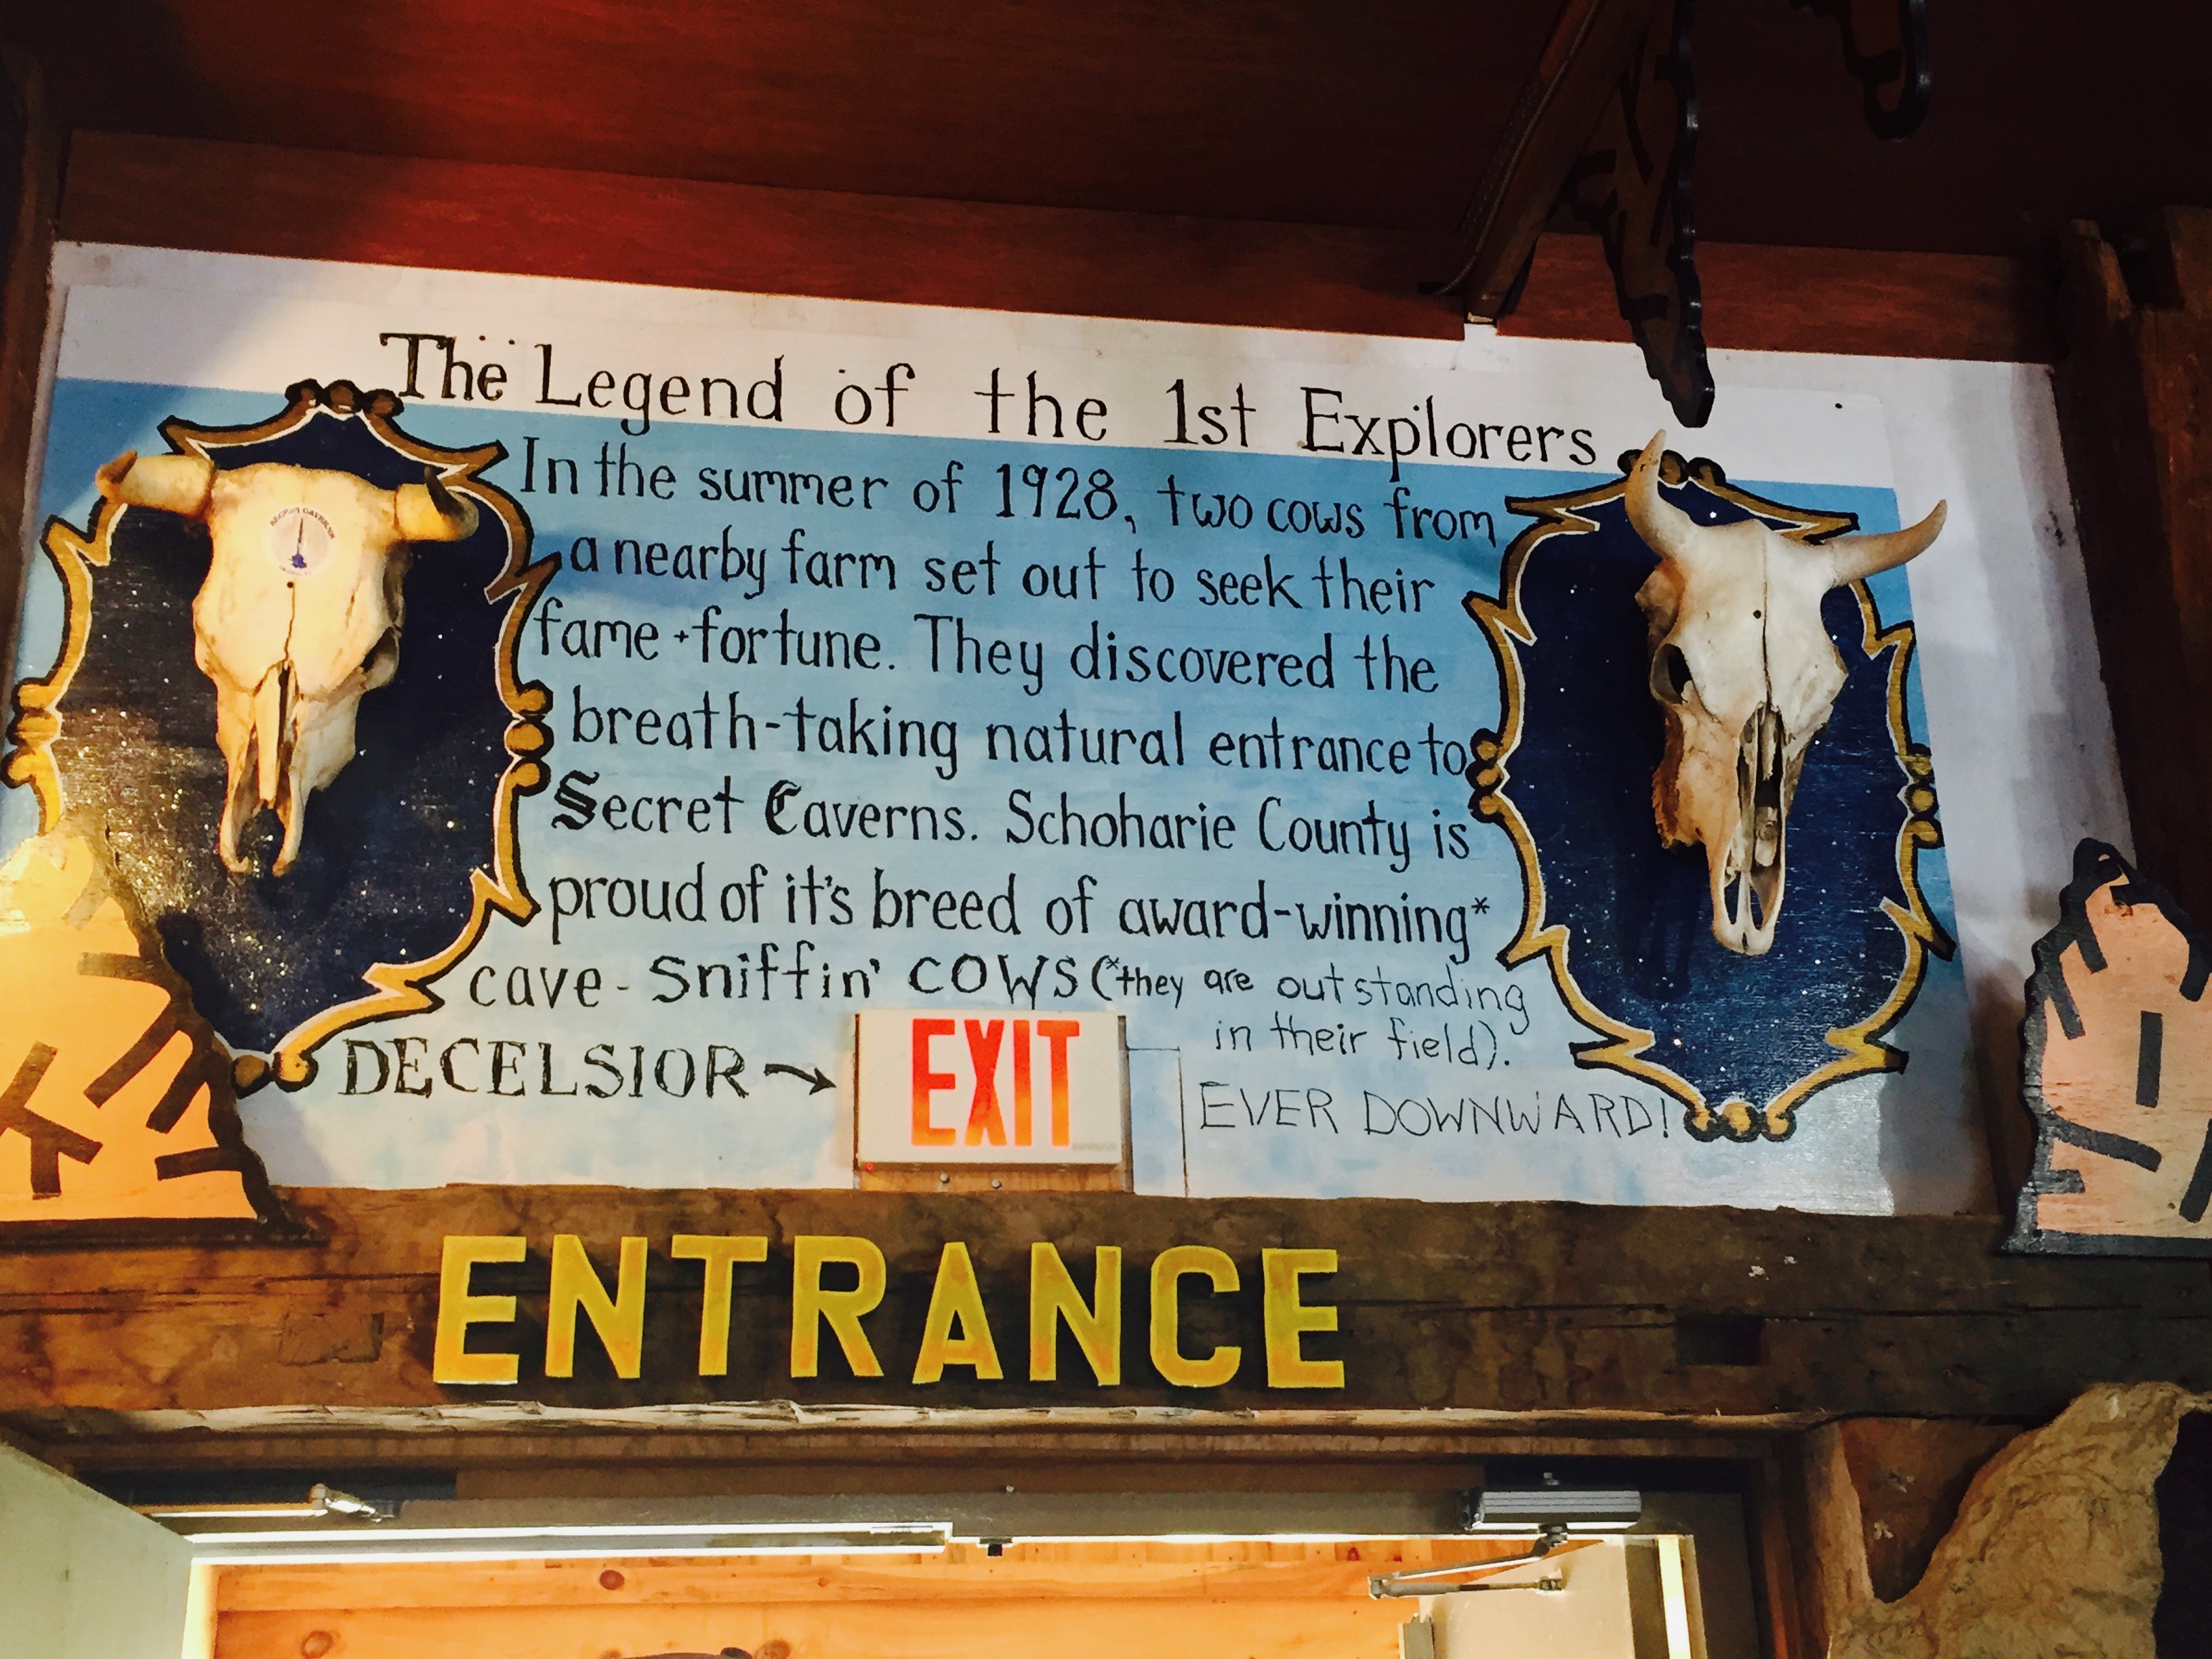 The Legend of the 1st Explorers
In the summer of 1928, two cows from
a nearby farm set out to seek their
fame + fortune. They discovered the
breath-taking natural entrance to
Secret Caverns. Schoharie County is
proud of it's breed of award-winning*
cave-sniffin' COWS (*they are outstanding
in their field).
DECELSIOR → EXIT
EVER DOWNWARD!
ENTRANCE
SECRET CAVERNS